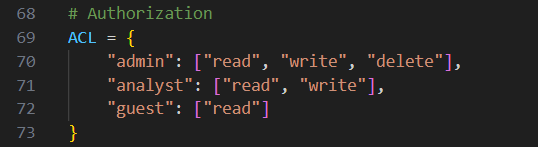 68 # Authorization
69 ACL = {
70     "admin": ["read", "write", "delete"],
71     "analyst": ["read", "write"],
72     "guest": ["read"]
73 }